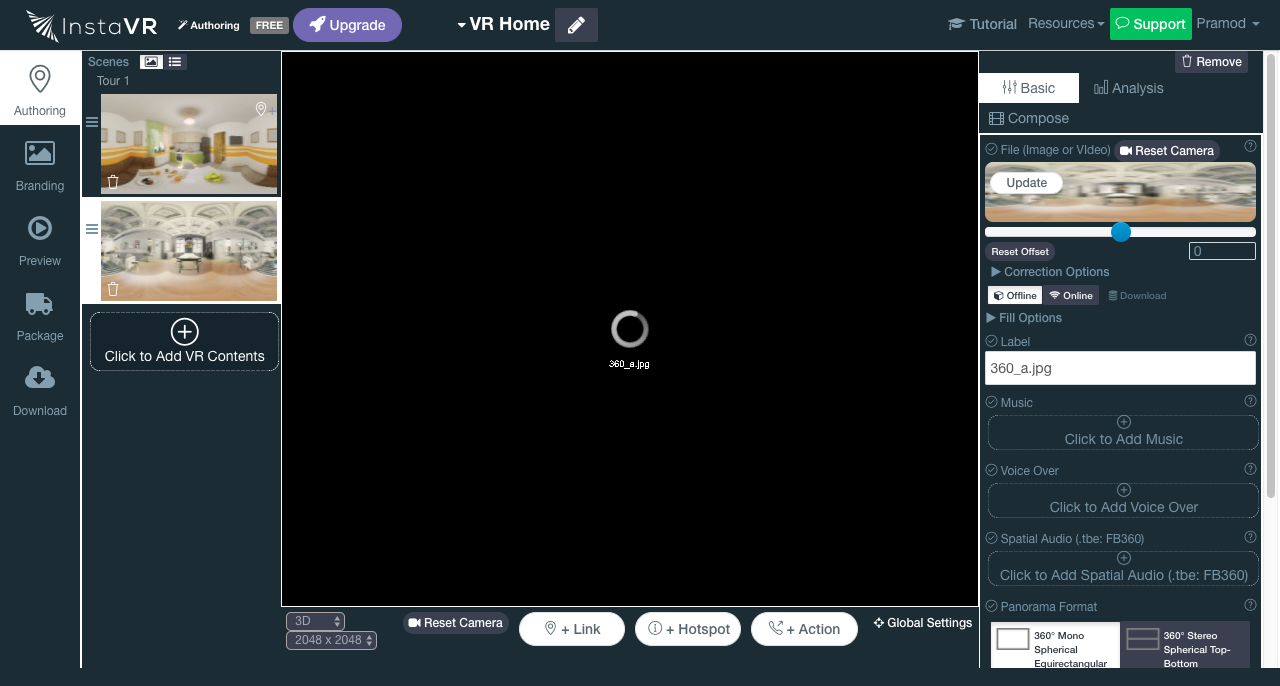 InstaVR
Authoring
FREE
Upgrade
VR Home
Tutorial
Resources
Support
Pramod
Authoring
Branding
Preview
Package
Download
Scenes
Tour 1
Click to Add VR Contents
360_a.jpg
3D
2048 x 2048
Reset Camera
+ Link
+ Hotspot
+ Action
Global Settings
Remove
Basic
Analysis
Compose
File (Image or VIdeo)
Reset Camera
Update
Reset Offset
0
Correction Options
Offline
Online
Download
Fill Options
Label
360_a.jpg
Music
Click to Add Music
Voice Over
Click to Add Voice Over
Spatial Audio (.tbe: FB360)
Click to Add Spatial Audio (.tbe: FB360)
Panorama Format
360° Mono
Spherical
Equirectangular
360° Stereo
Spherical Top-
Bottom